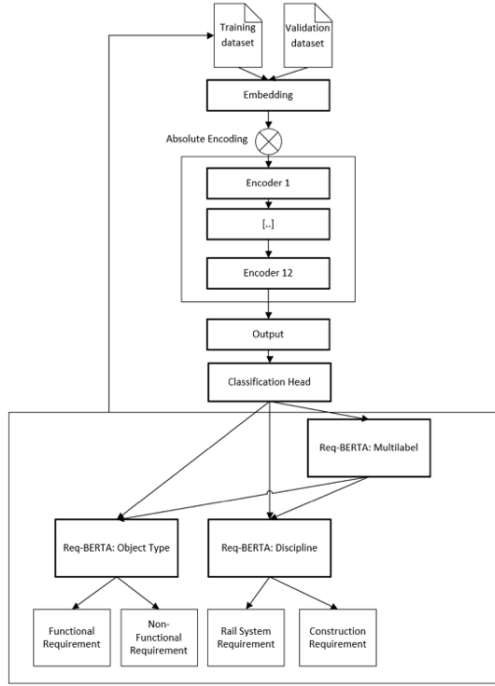 Training
dataset
Validation
dataset
Embedding
Absolute Encoding
Encoder 1
[..]
Encoder 12
Output
Classification Head
Req-BERTA: Multilabel
Req-BERTA: Object Type
Req-BERTA: Discipline
Functional
Requirement
Non-
Functional
Requirement
Rail System
Requirement
Construction
Requirement